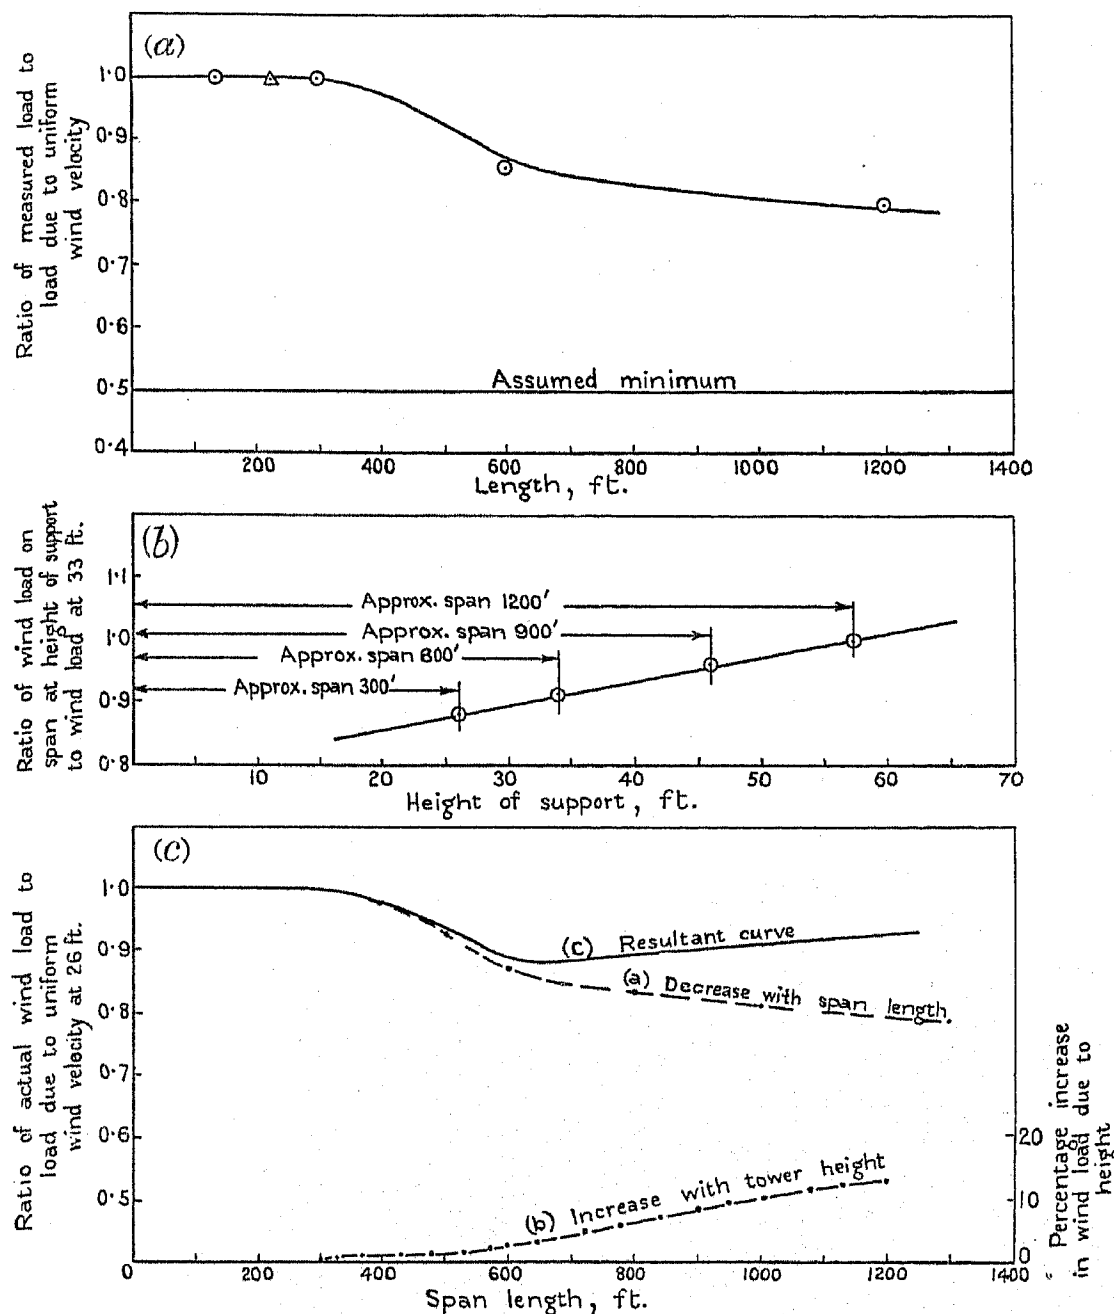 (a)
Ratio of measured load to
load due to uniform
wind velocity
1·0
0·9
0·8
0·7
0·6
0·5
0·4
Assumed minimum
200
400
600
800
1000
1200
1400
Length, ft.
(b)
Ratio of wind load on
span at height of support
to wind load at 33 ft.
1·1
1·0
0·9
0·8
Approx. span 1200'
Approx. span 900'
Approx. span 600'
Approx. span 300'
10
20
30
40
50
60
70
Height of support, ft.
(c)
Ratio of actual wind load to
load due to uniform
wind velocity at 26 ft.
1·0
0·9
0·8
0·7
0·6
0·5
(c) Resultant curve
(a) Decrease with span length
(b) Increase with tower height
20
10
0
Percentage increase
in wind load due to
height
0
200
400
600
800
1000
1200
1400
Span length, ft.